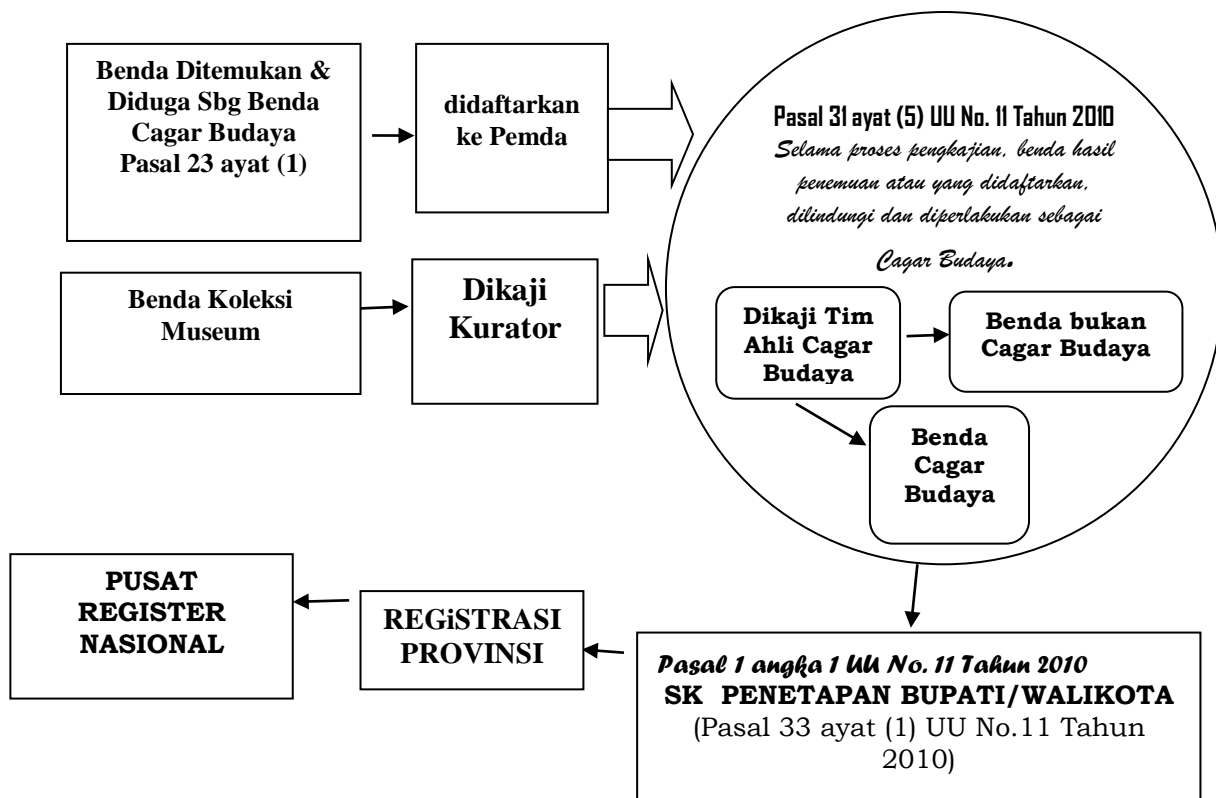 Benda Ditemukan &
Diduga Sbg Benda
Cagar Budaya
Pasal 23 ayat (1)
didaftarkan
ke Pemda
Pasal 31 ayat (5) UU No. 11 Tahun 2010
Selama proses pengkajian, benda hasil
penemuan atau yang didaftarkan,
dilindungi dan diperlakukan sebagai
Cagar Budaya.
Benda Koleksi
Museum
Dikaji
Kurator
Dikaji Tim
Ahli Cagar
Budaya
Benda bukan
Cagar Budaya
Benda
Cagar
Budaya
PUSAT
REGISTER
NASIONAL
REGiSTRASI
PROVINSI
Pasal 1 angka 1 UU No. 11 Tahun 2010
SK PENETAPAN BUPATI/WALIKOTA
(Pasal 33 ayat (1) UU No.11 Tahun
2010)